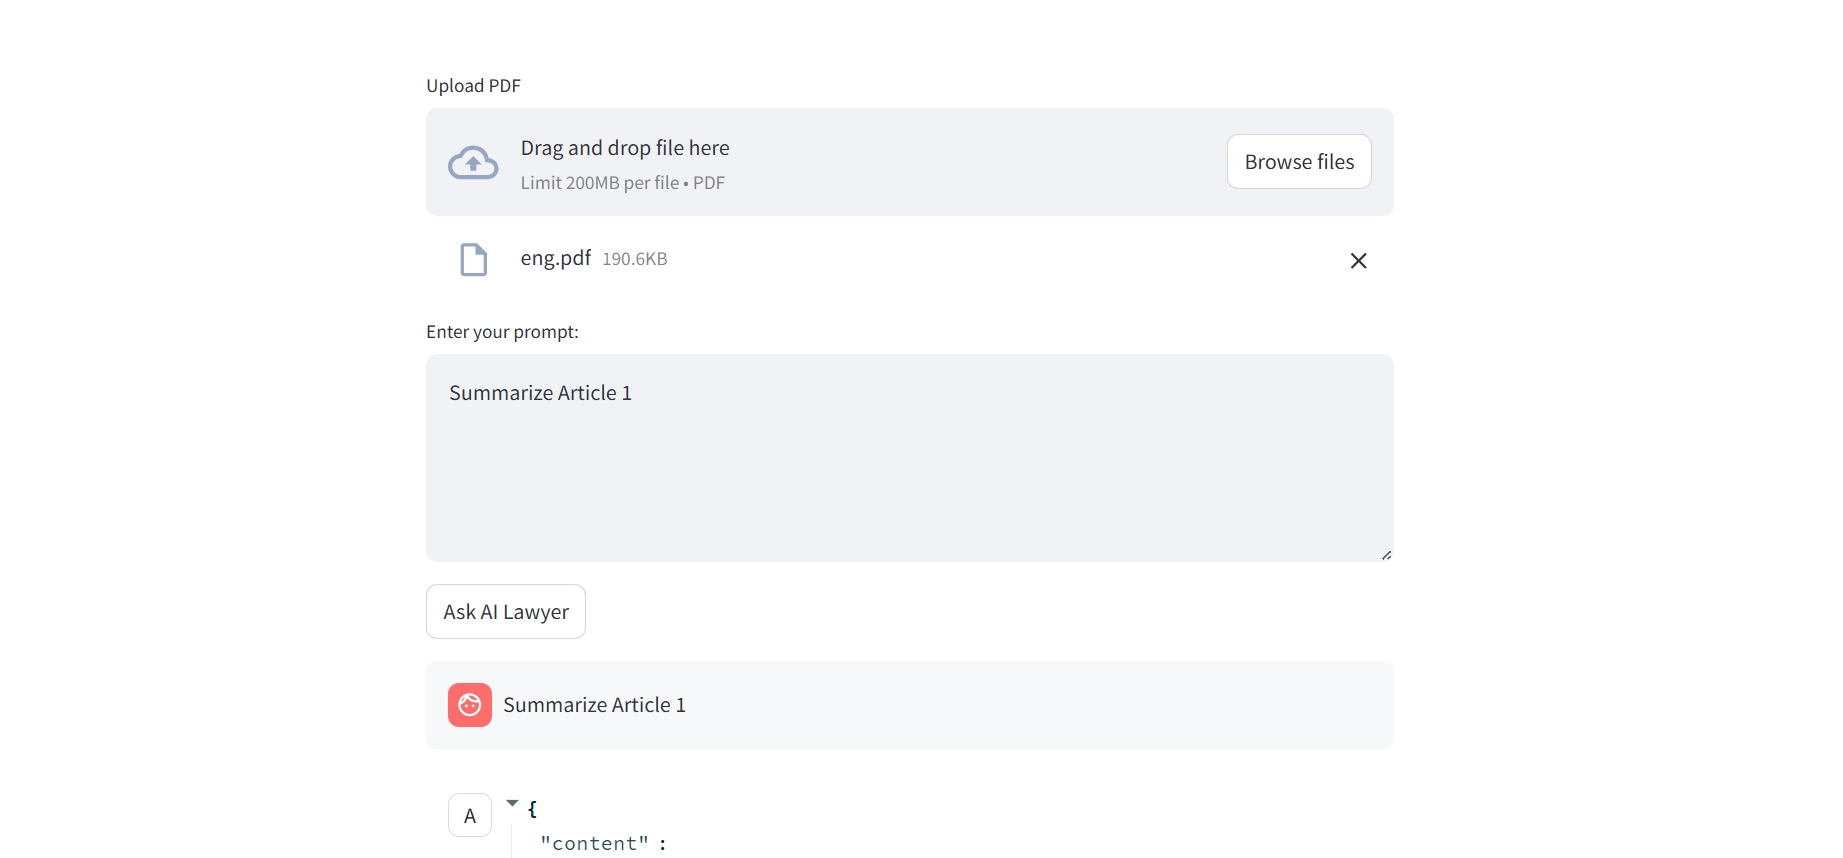 Upload PDF
Drag and drop file here
Limit 200MB per file • PDF
Browse files
eng.pdf 190.6KB
Enter your prompt:
Summarize Article 1
Ask AI Lawyer
Summarize Article 1
A
{
"content" :